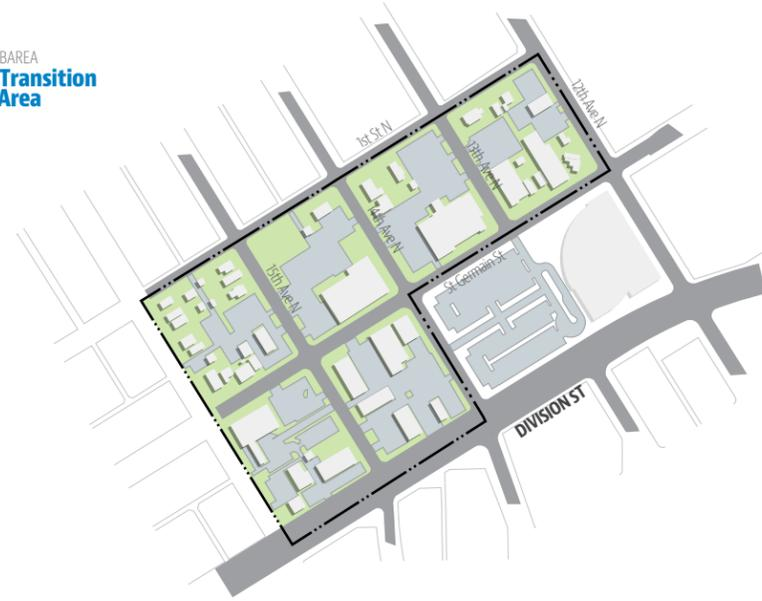 BAREA
Transition
Area
12th Ave N
1st St N
13th Ave N
14th Ave N
15th Ave N
St Germain St
DIVISION ST